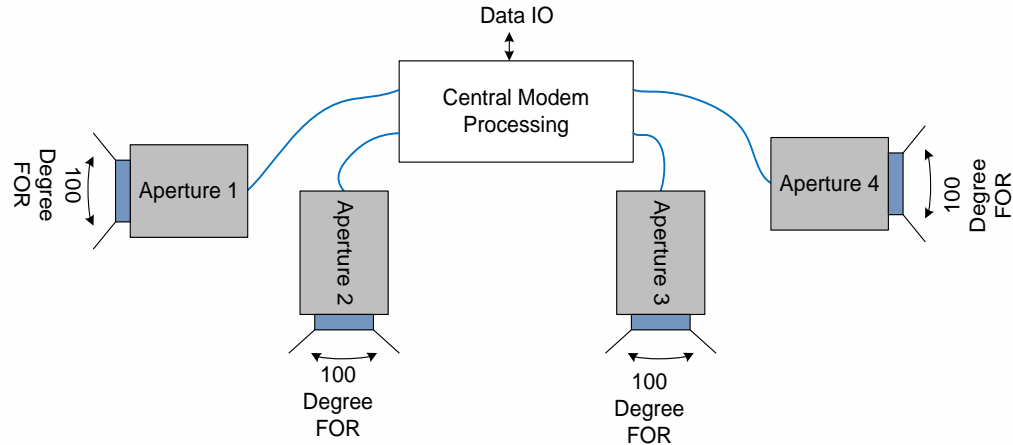 Data IO
Central Modem
Processing
Aperture 1
100
Degree
FOR
Aperture 2
100
Degree
FOR
Aperture 3
100
Degree
FOR
Aperture 4
100
Degree
FOR